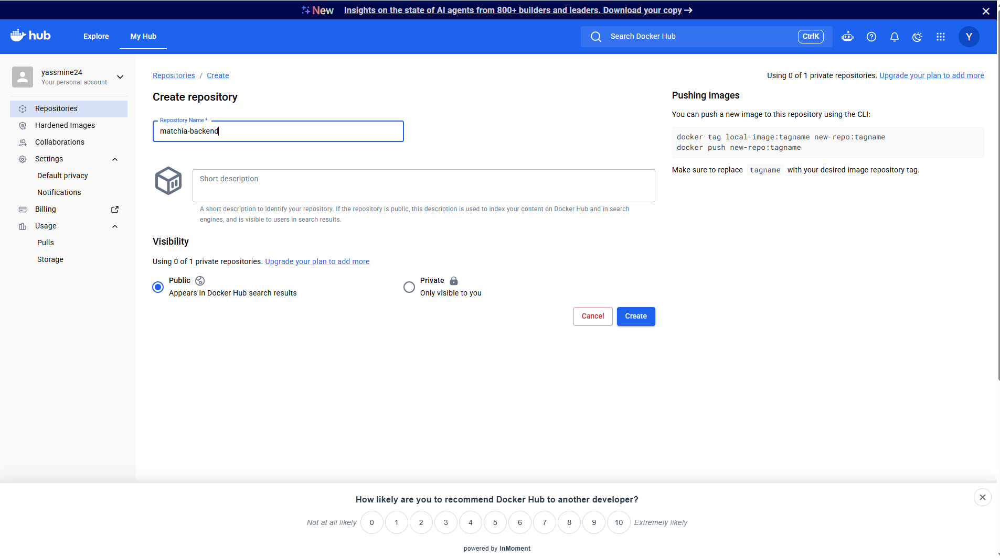 New Insights on the state of AI agents from 800+ builders and leaders. Download your copy →
hub
Explore
My Hub
Search Docker Hub
CtrlK
Y
yassmine24
Your personal account
Repositories
Hardened Images
Collaborations
Settings
Default privacy
Notifications
Billing
Usage
Pulls
Storage
Repositories / Create
Using 0 of 1 private repositories. Upgrade your plan to add more
Create repository
Repository Name *
matchia-backend
Short description
A short description to identify your repository. If the repository is public, this description is used to index your content on Docker Hub and in search
engines, and is visible to users in search results.
Visibility
Using 0 of 1 private repositories. Upgrade your plan to add more
Public
Appears in Docker Hub search results
Private
Only visible to you
Cancel
Create
Pushing images
You can push a new image to this repository using the CLI:
docker tag local-image:tagname new-repo:tagname
docker push new-repo:tagname
Make sure to replace tagname with your desired image repository tag.
How likely are you to recommend Docker Hub to another developer?
Not at all likely 0 1 2 3 4 5 6 7 8 9 10 Extremely likely
powered by InMoment